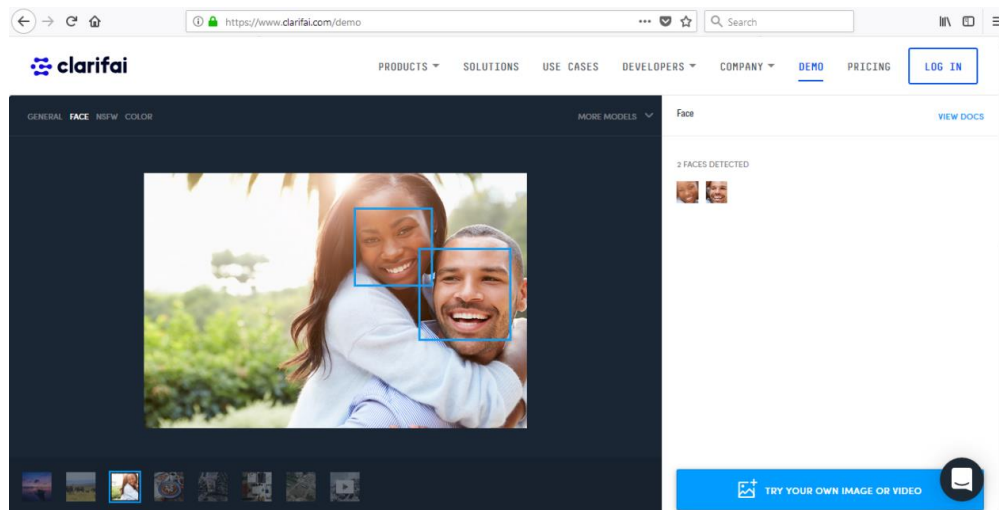 https://www.clarifai.com/demo
Search
clarifai
PRODUCTS SOLUTIONS USE CASES DEVELOPERS COMPANY DEMO PRICING LOG IN
GENERAL FACE NSFW COLOR
MORE MODELS
Face
VIEW DOCS
2 FACES DETECTED
TRY YOUR OWN IMAGE OR VIDEO